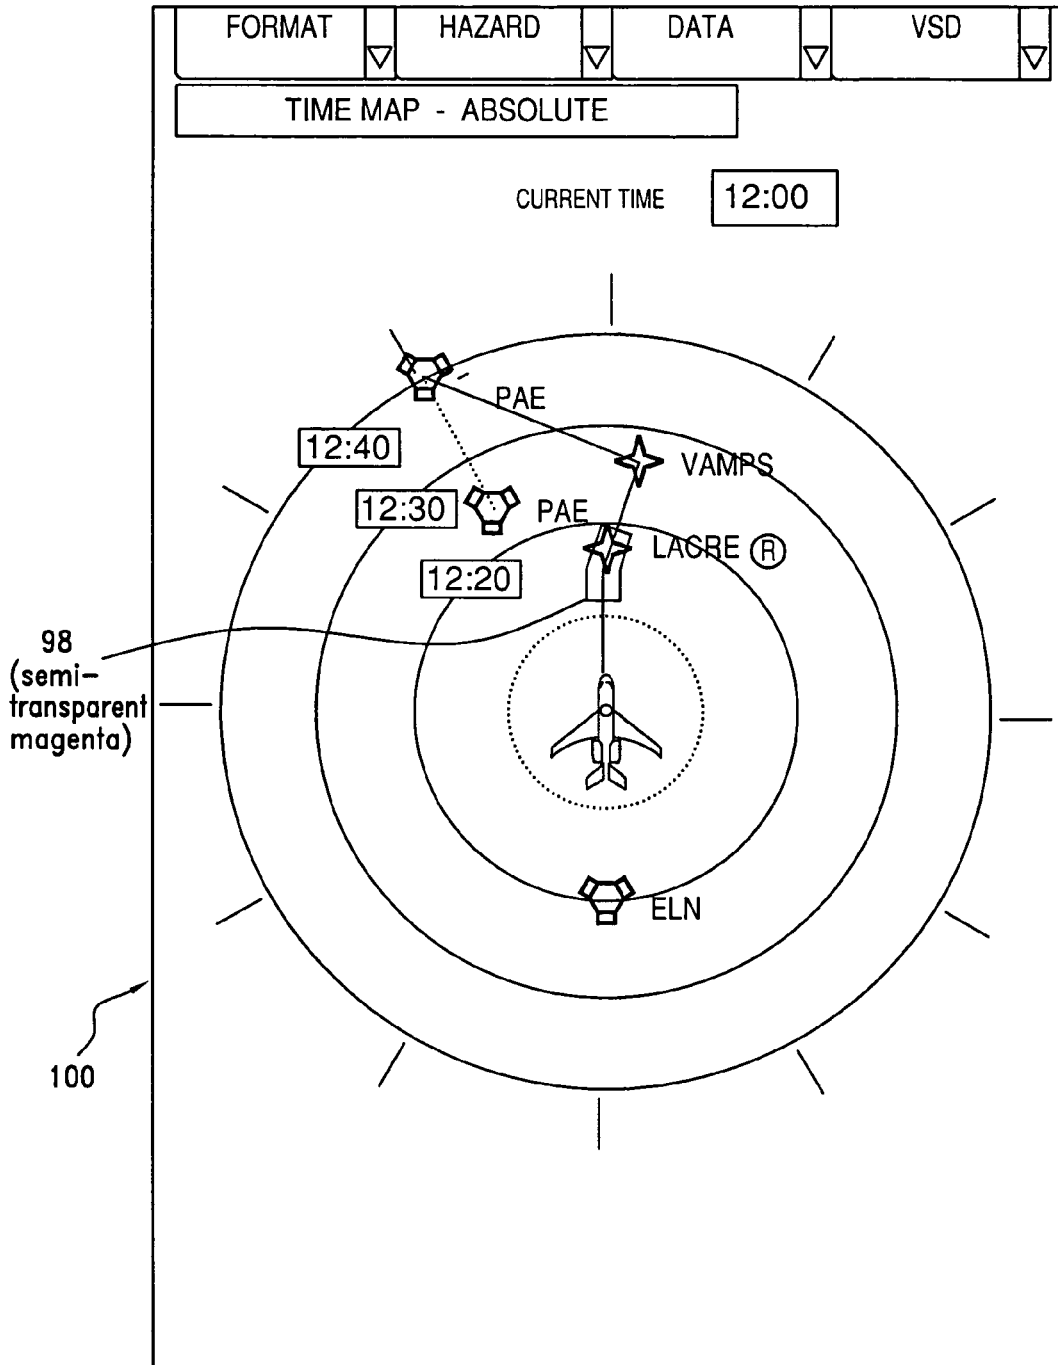 FORMAT HAZARD DATA VSD
TIME MAP - ABSOLUTE
CURRENT TIME 12:00
PAE
12:40
VAMPS
12:30
PAE
LACRE R
12:20
98
(semi-
transparent
magenta)
ELN
100